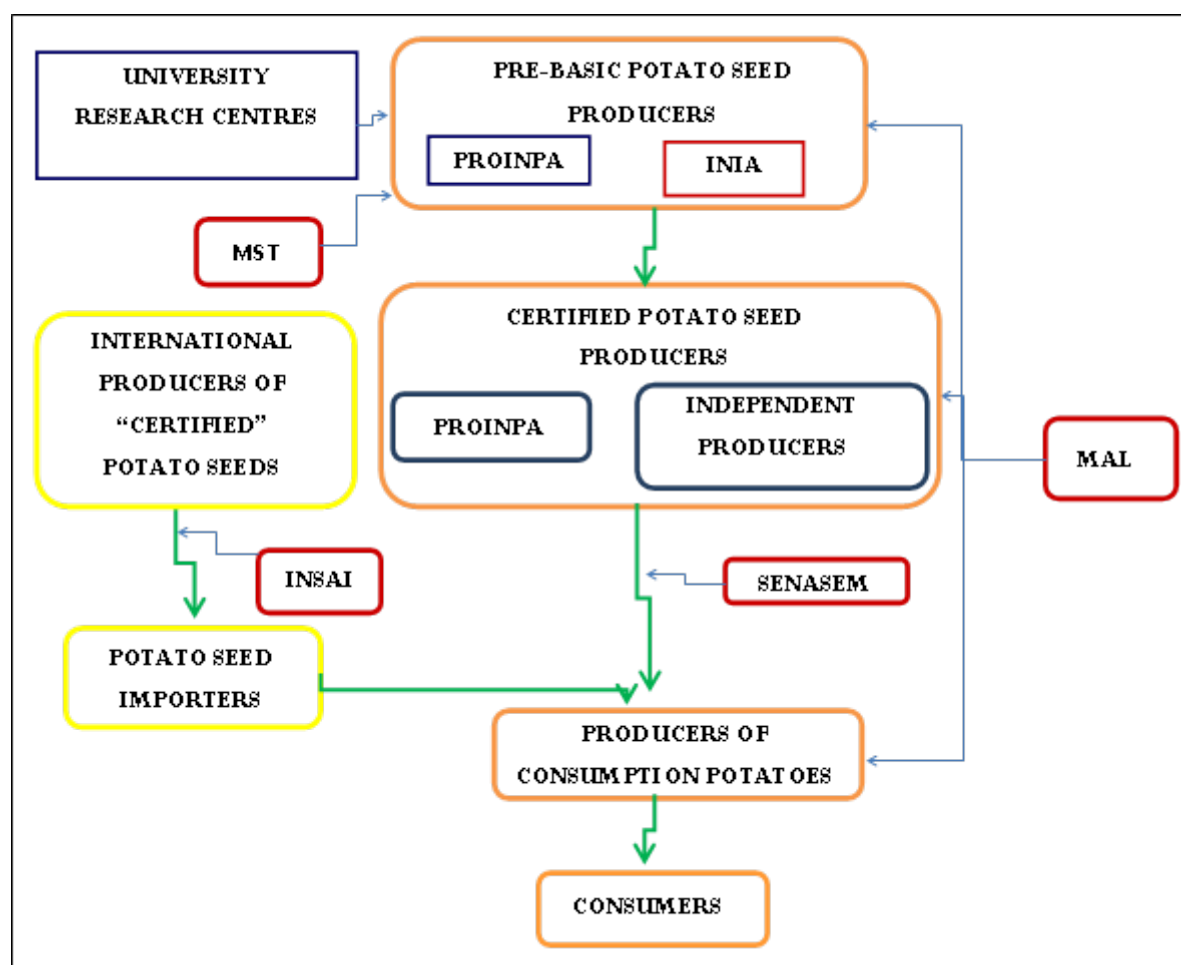 UNIVERSITY
RESEARCH CENTRES
PRE-BASIC POTATO SEED
PRODUCERS
PROINPA
INIA
MST
INTERNATIONAL
PRODUCERS OF
“CERTIFIED”
POTATO SEEDS
CERTIFIED POTATO SEED
PRODUCERS
PROINPA
INDEPENDENT
PRODUCERS
MAL
INSAI
SENASEM
POTATO SEED
IMPORTERS
PRODUCERS OF
CONSUMPTION POTATOES
CONSUMERS